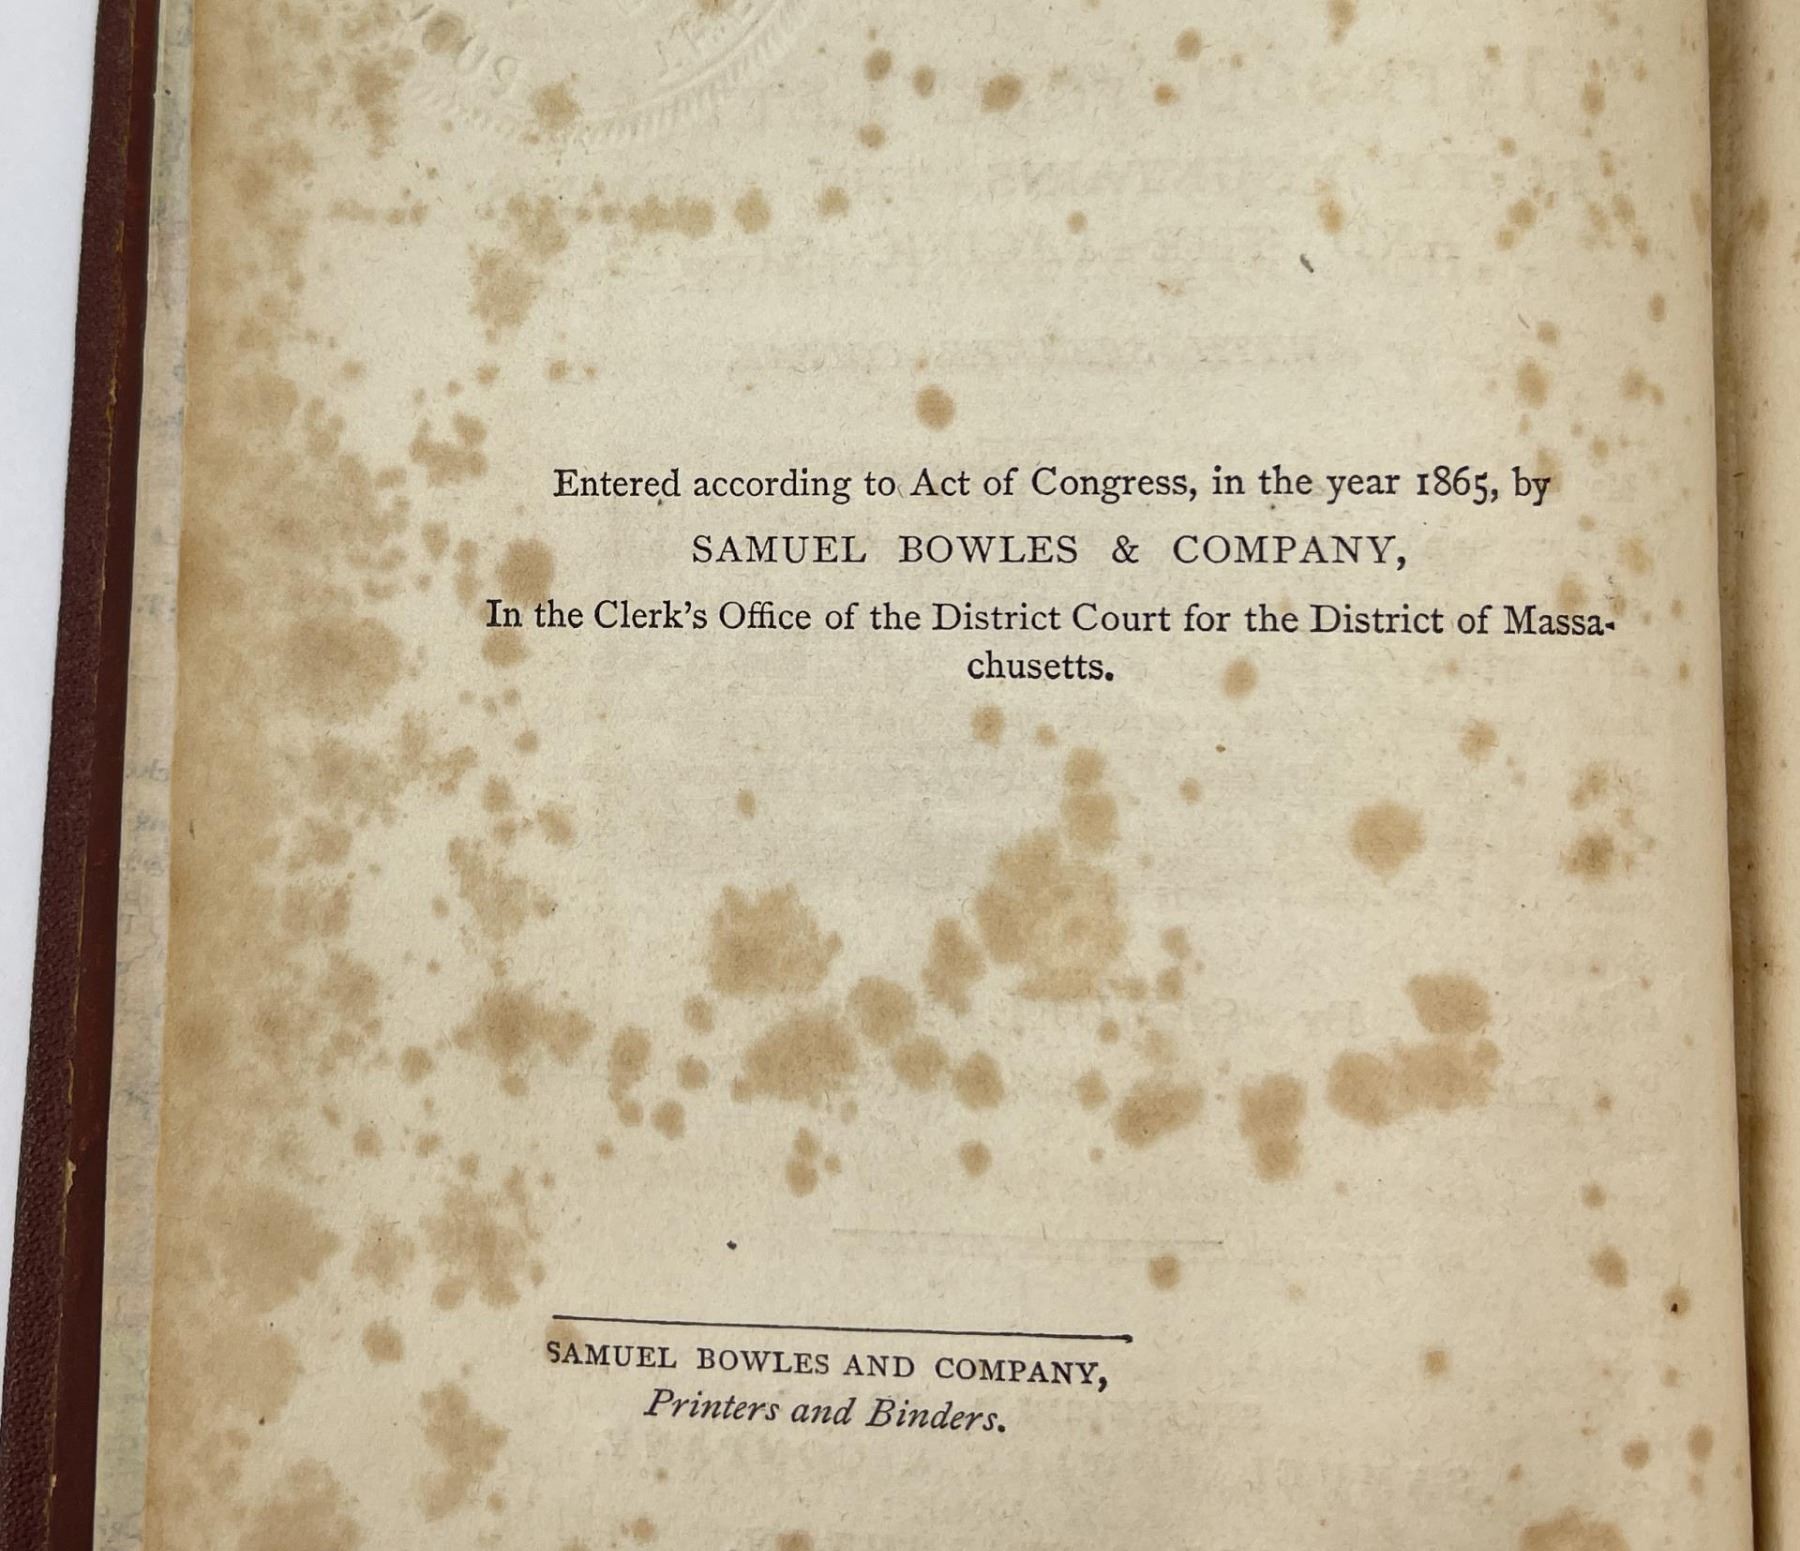 Entered according to Act of Congress, in the year 1865, by
SAMUEL BOWLES & COMPANY,
In the Clerk's Office of the District Court for the District of Massa-
chusetts.
SAMUEL BOWLES AND COMPANY,
Printers and Binders.